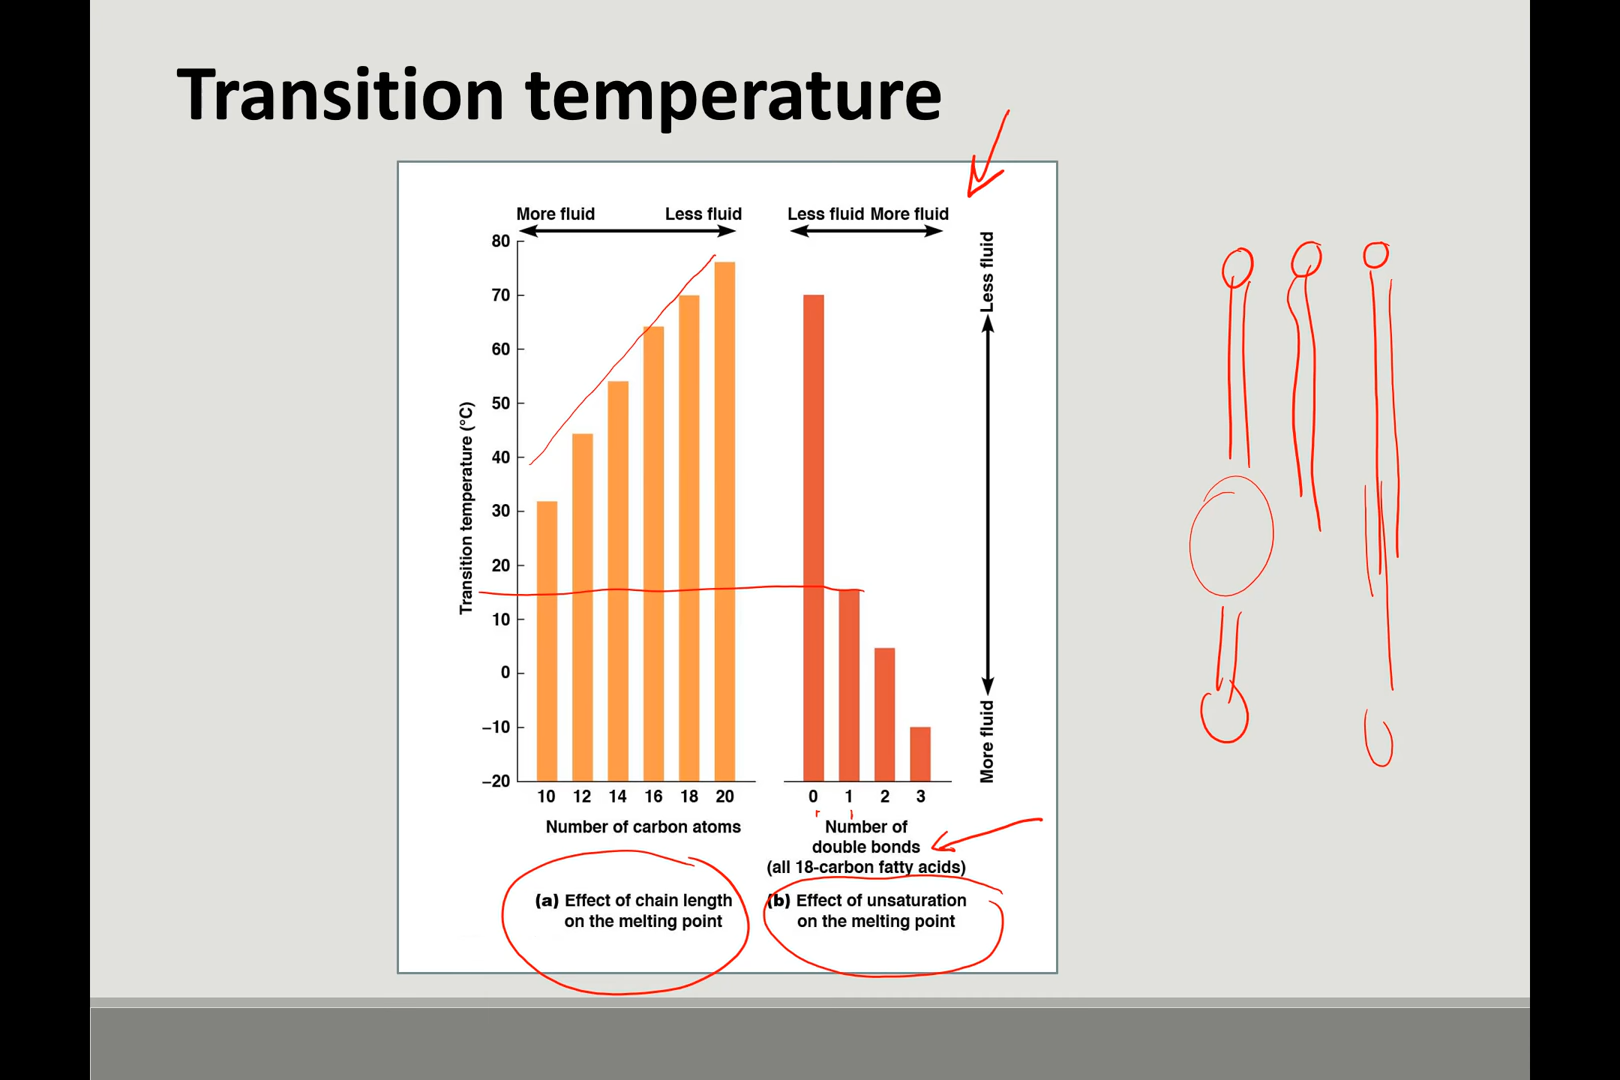 Transition temperature
More fluid Less fluid
Less fluid More fluid
80
70
60
50
40
30
20
10
0
−10
−20
Transition temperature (°C)
Less fluid
More fluid
10 12 14 16 18 20
Number of carbon atoms
0 1 2 3
Number of
double bonds
(all 18-carbon fatty acids)
(a) Effect of chain length
on the melting point
(b) Effect of unsaturation
on the melting point